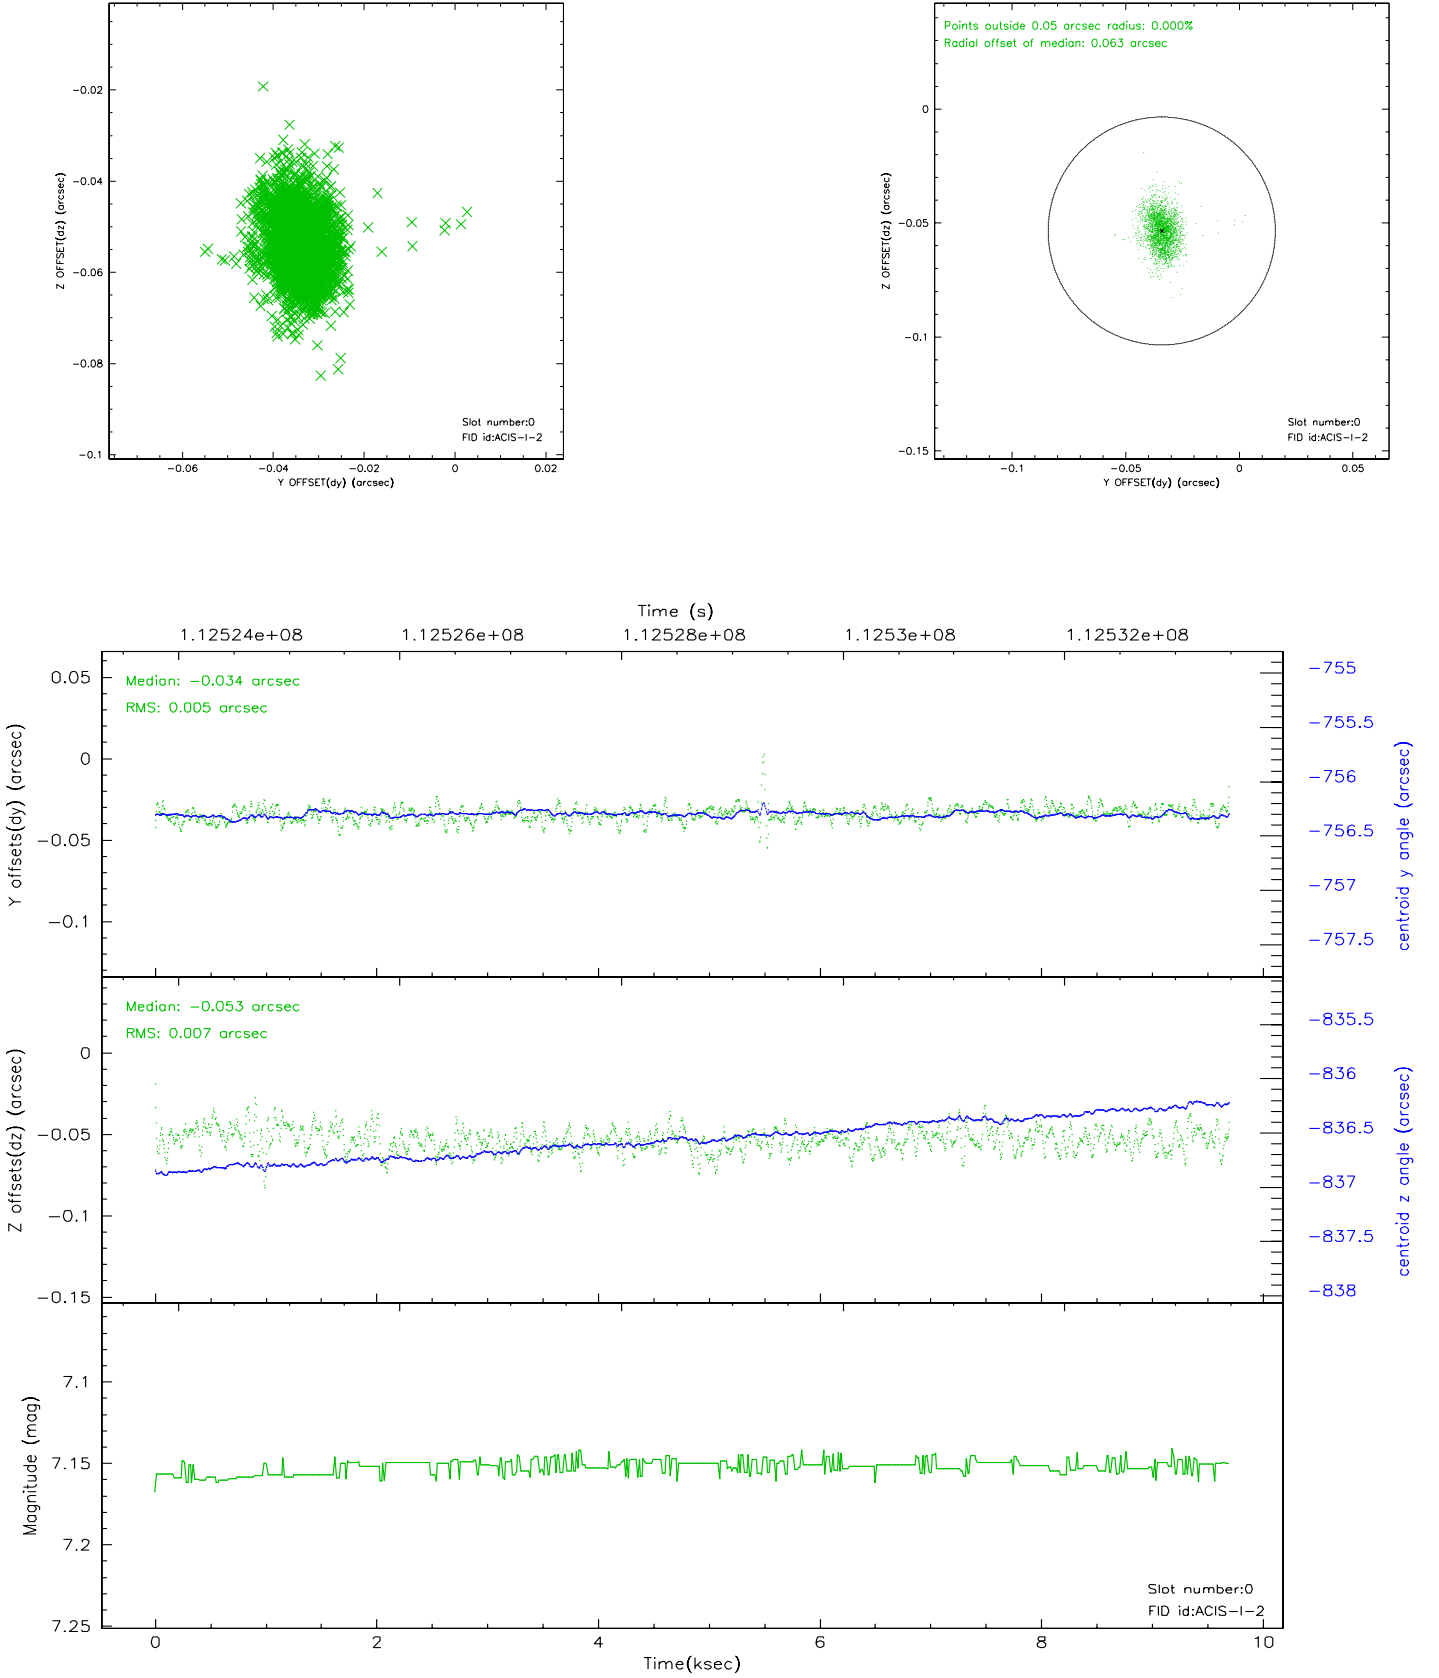 −0.02
−0.04
−0.06
−0.08
−0.1
Z OFFSET(dz) (arcsec)
Slot number:0
FID id:ACIS−I−2
−0.06
−0.04
−0.02
0
0.02
Y OFFSET(dy) (arcsec)
Points outside 0.05 arcsec radius: 0.000%
Radial offset of median: 0.063 arcsec
0
−0.05
−0.1
−0.15
Z OFFSET(dz) (arcsec)
Slot number:0
FID id:ACIS−I−2
−0.1
−0.05
0
0.05
Y OFFSET(dy) (arcsec)
Time (s)
1.12524e+08
1.12526e+08
1.12528e+08
1.1253e+08
1.12532e+08
Median: −0.034 arcsec
RMS: 0.005 arcsec
0.05
0
−0.05
−0.1
Y offsets(dy) (arcsec)
−755
−755.5
−756
−756.5
−757
−757.5
centroid y angle (arcsec)
Median: −0.053 arcsec
RMS: 0.007 arcsec
0
−0.05
−0.1
−0.15
Z offsets(dz) (arcsec)
−835.5
−836
−836.5
−837
−837.5
−838
centroid z angle (arcsec)
7.1
7.15
7.2
7.25
Magnitude (mag)
Slot number:0
FID id:ACIS−I−2
0
2
4
6
8
10
Time(ksec)